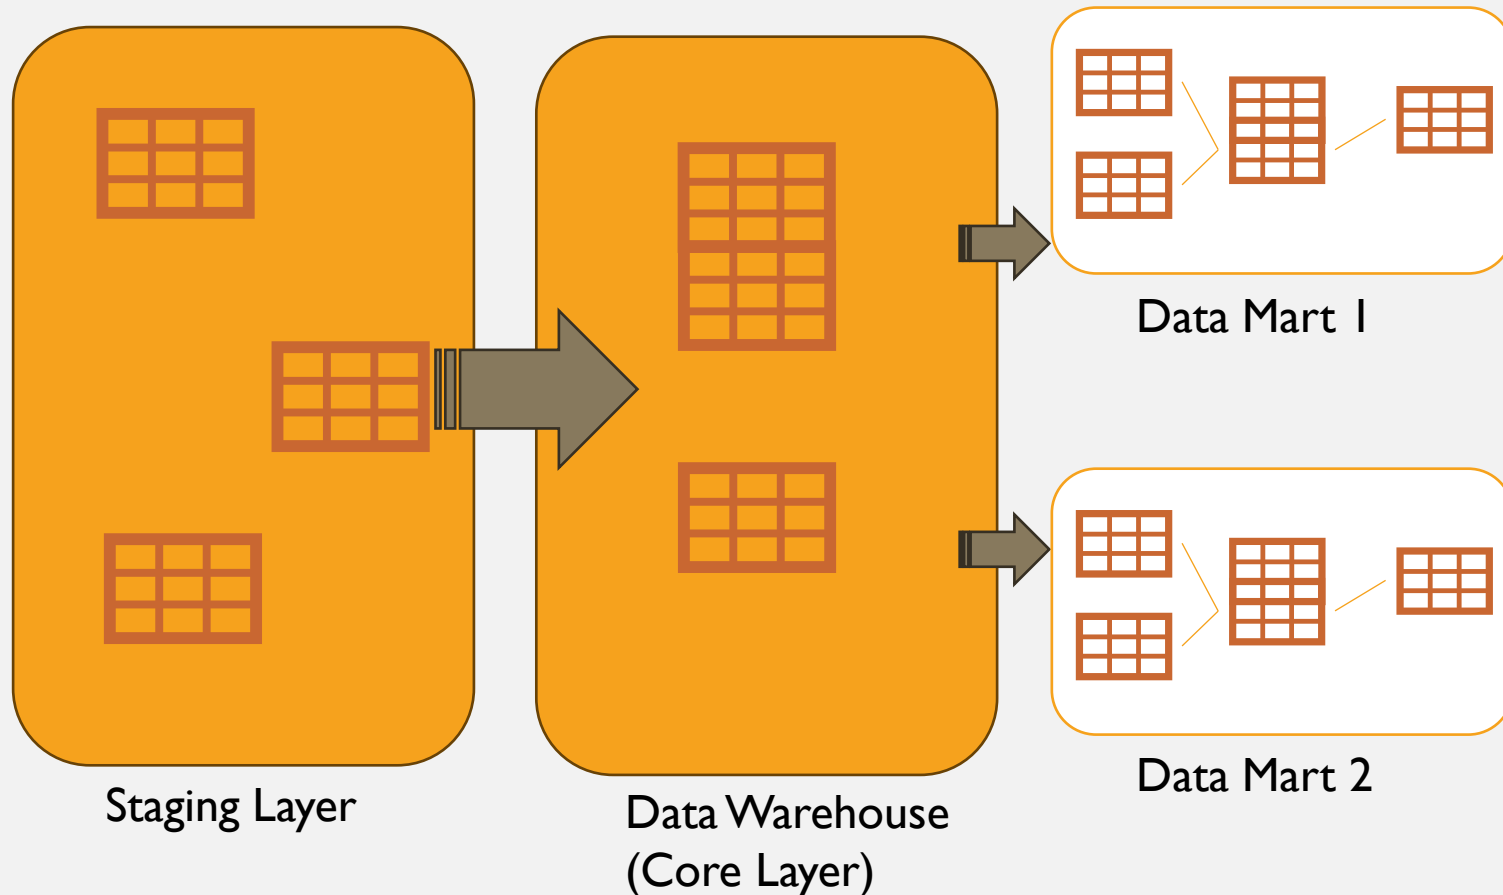 Staging Layer
Data Warehouse
(Core Layer)
Data Mart 1
Data Mart 2